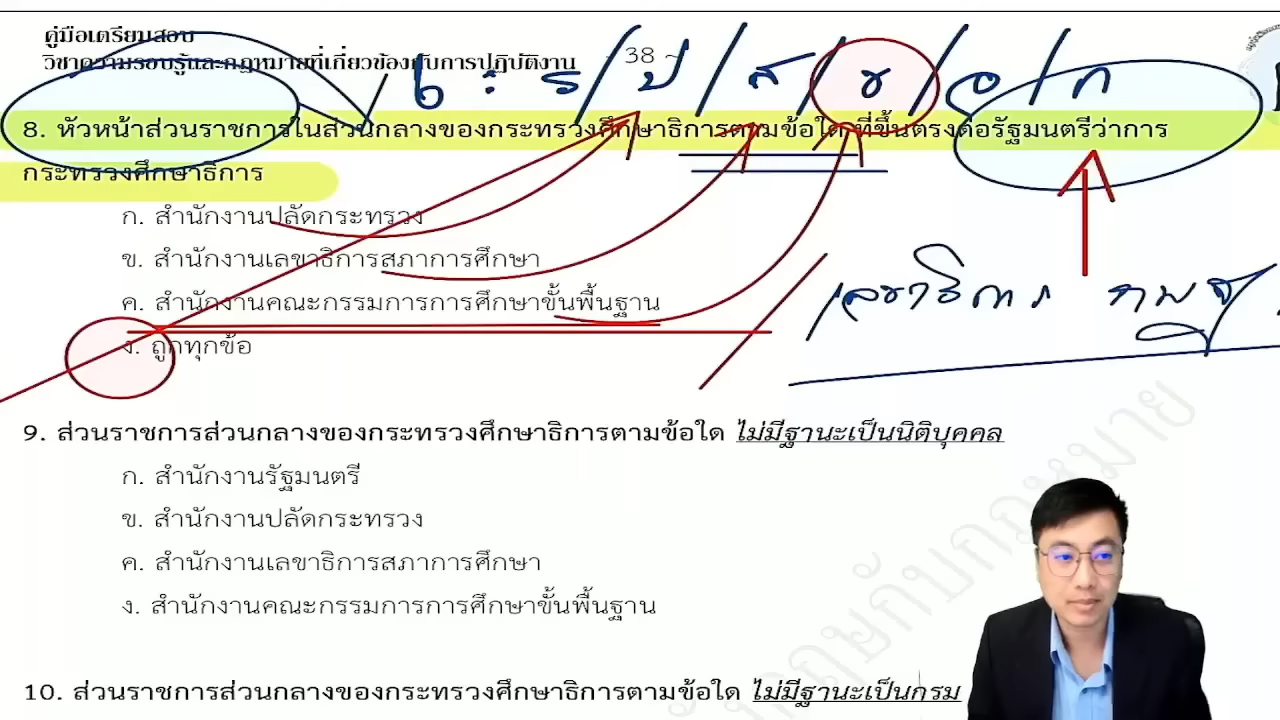 คู่มือเตรียมสอบ
วิชาความรอบรู้และกฎหมายที่เกี่ยวข้องกับการปฏิบัติงาน 38 ~
6 : ร / ป / ส / ข / อ / ก
8. หัวหน้าส่วนราชการในส่วนกลางของกระทรวงศึกษาธิการตามข้อใด ที่ขึ้นตรงต่อรัฐมนตรีว่าการ
กระทรวงศึกษาธิการ
ก. สำนักงานปลัดกระทรวง
ข. สำนักงานเลขาธิการสภาการศึกษา
ค. สำนักงานคณะกรรมการการศึกษาขั้นพื้นฐาน
เลขาธิการ กพฐ
ง. ถูกทุกข้อ
9. ส่วนราชการส่วนกลางของกระทรวงศึกษาธิการตามข้อใด ไม่มีฐานะเป็นนิติบุคคล
ก. สำนักงานรัฐมนตรี
ข. สำนักงานปลัดกระทรวง
ค. สำนักงานเลขาธิการสภาการศึกษา
ง. สำนักงานคณะกรรมการการศึกษาขั้นพื้นฐาน
10. ส่วนราชการส่วนกลางของกระทรวงศึกษาธิการตามข้อใด ไม่มีฐานะเป็นกรม